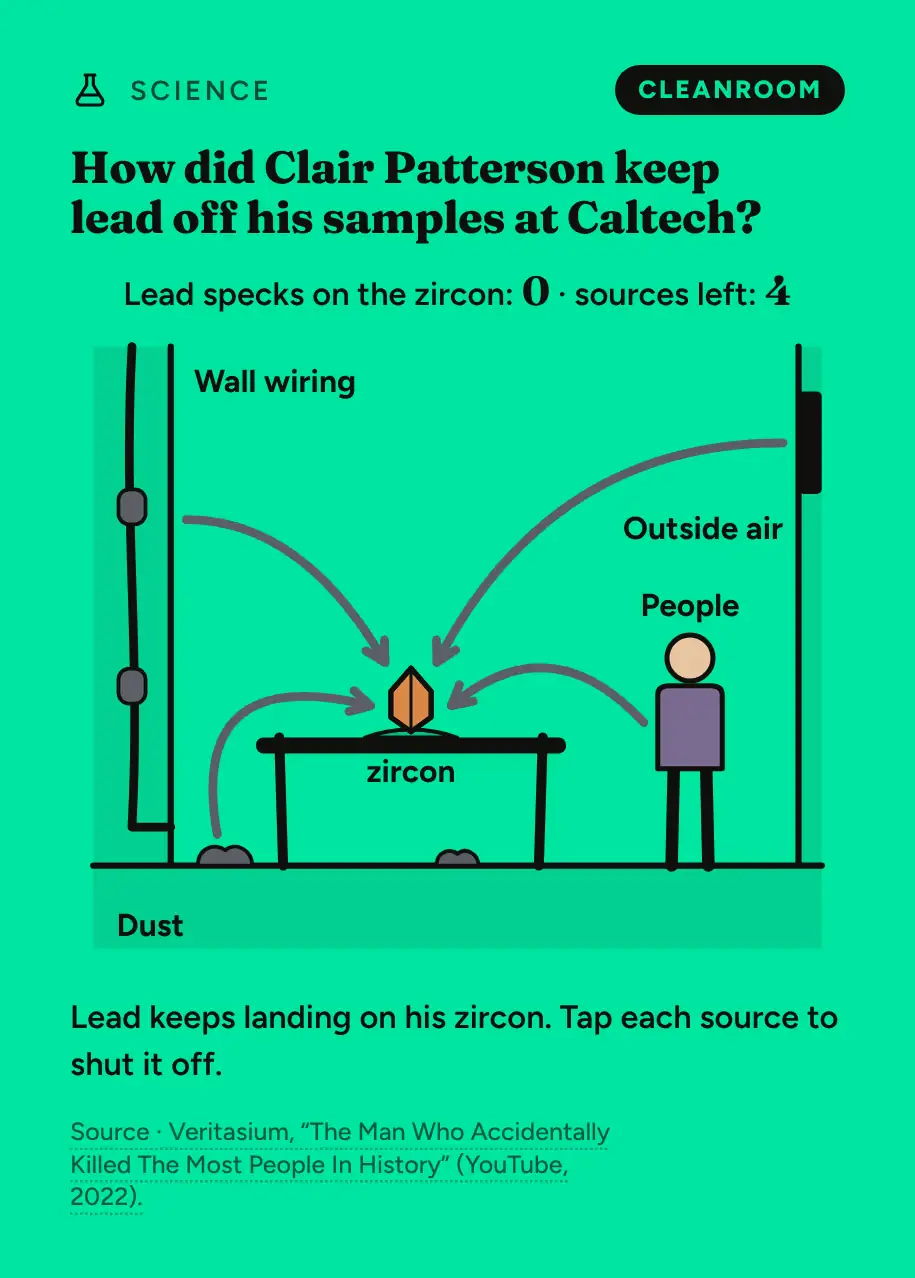 SCIENCE
CLEANROOM
How did Clair Patterson keep
lead off his samples at Caltech?
Lead specks on the zircon: 0 · sources left: 4
Wall wiring
Outside air
People
zircon
Dust
Lead keeps landing on his zircon. Tap each source to
shut it off.
Source · Veritasium, “The Man Who Accidentally
Killed The Most People In History” (YouTube,
2022).